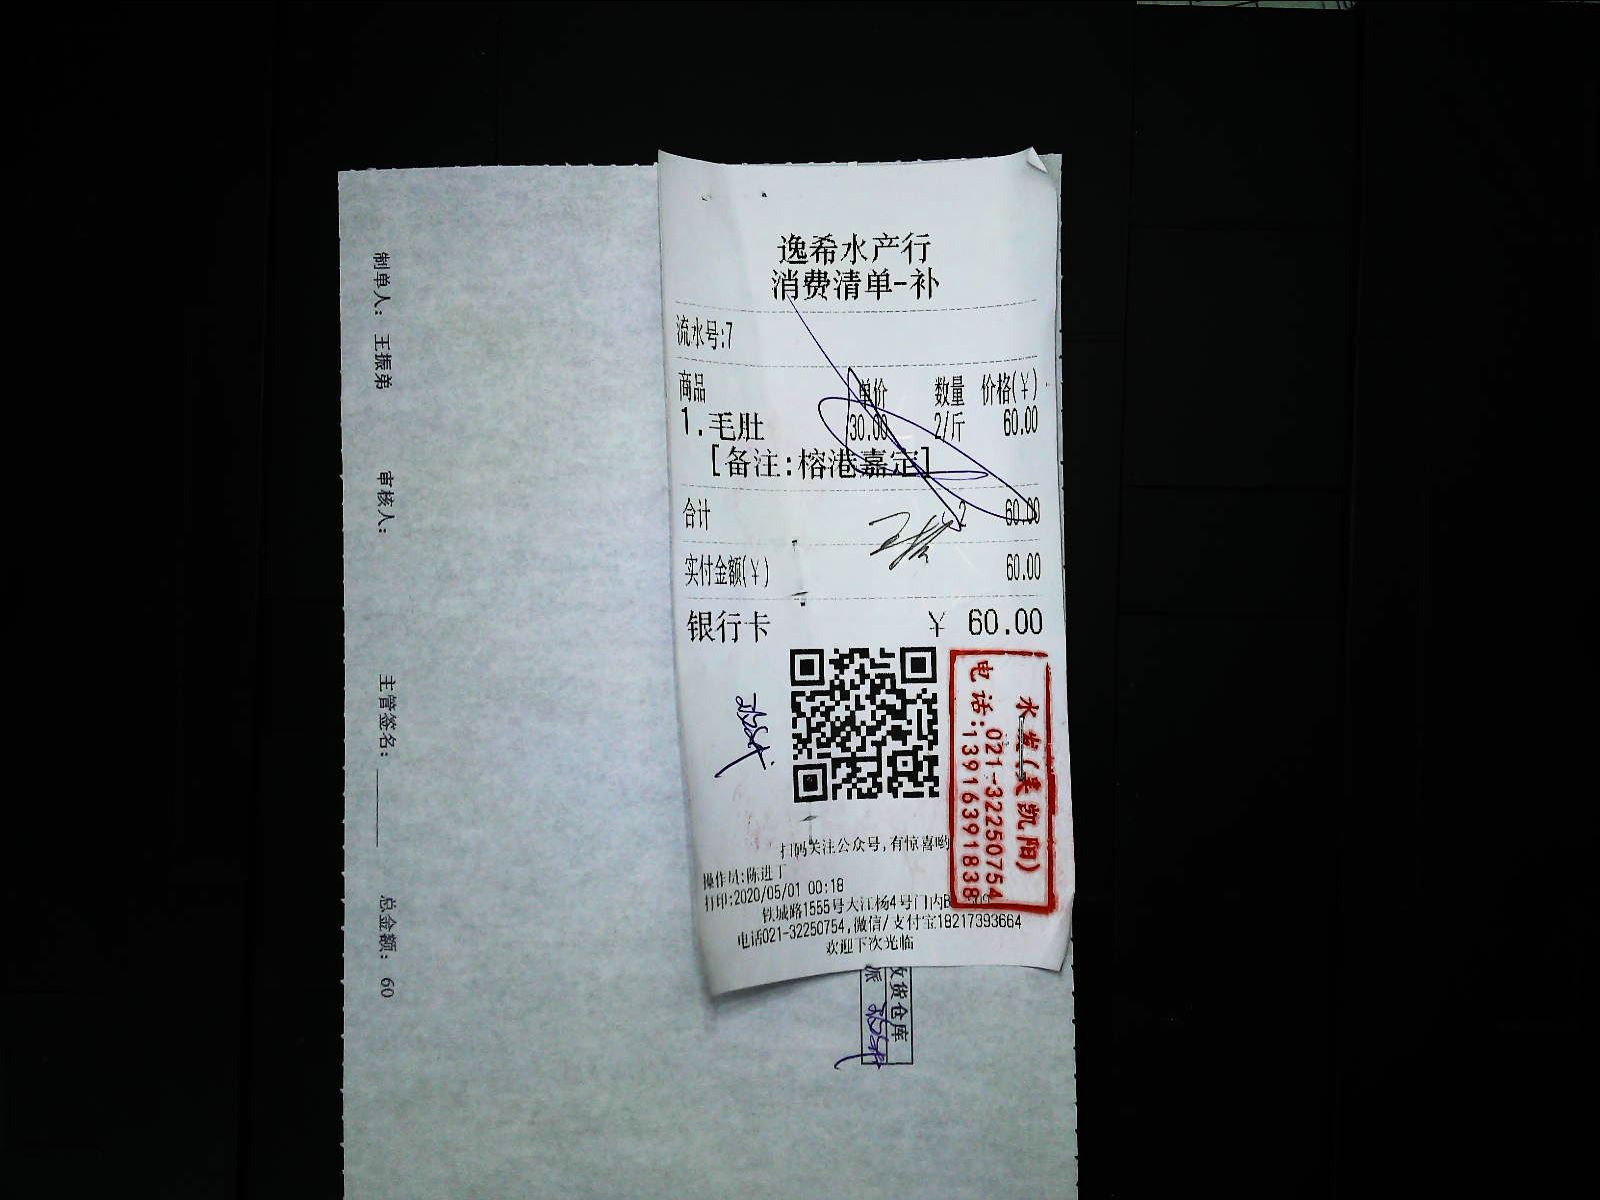 逸希水产行
消费清单-补
流水号:7
商品 单价 数量 价格(¥)
1.毛肚 30.00 2/斤 60.00
[备注:榕港嘉定]
合计 2 60.00
实付金额(¥) 60.00
银行卡 ¥ 60.00
扫码关注公众号,有惊喜哟
操作员:陈进丁
打印:2020/05/01 00:18
铁城路1555号大江杨4号门内B
电话021-32250754,微信/支付宝18217393664
欢迎下次光临
水发(美凯阳)
电话:021-32250754
13916391838
制单人: 王振弟 审核人: 主管签名: 总金额: 60
收货仓库
派